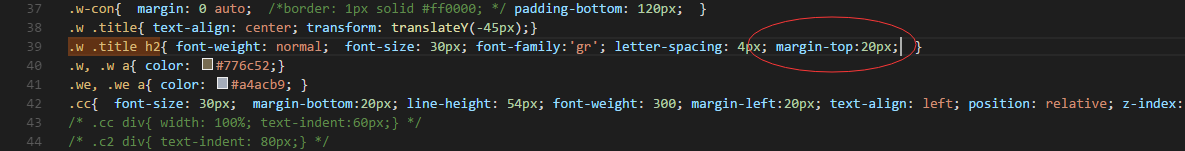 37 .w-con{  margin: 0 auto;  /*border: 1px solid #ff0000; */ padding-bottom: 120px;  }
38 .w .title{ text-align: center; transform: translateY(-45px);}
39 .w .title h2{ font-weight: normal;  font-size: 30px; font-family:'gr'; letter-spacing: 4px; margin-top:20px;  }
40 .w, .w a{ color: #776c52;}
41 .we, .we a{ color: #a4acb9; }
42 .cc{  font-size: 30px;  margin-bottom:20px; line-height: 54px; font-weight: 300; margin-left:20px; text-align: left; position: relative; z-index:
43 /* .cc div{ width: 100%; text-indent:60px;} */
44 /* .c2 div{ text-indent: 80px;} */